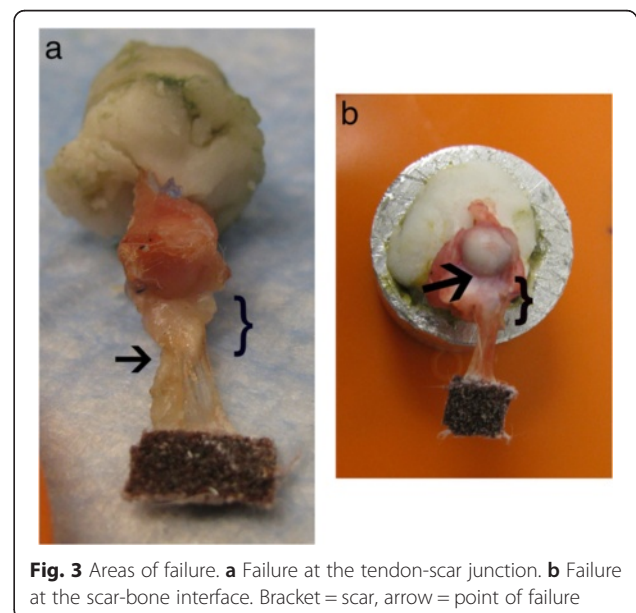 a
b
}
}
Fig. 3 Areas of failure. a Failure at the tendon-scar junction. b Failure
at the scar-bone interface. Bracket = scar, arrow = point of failure